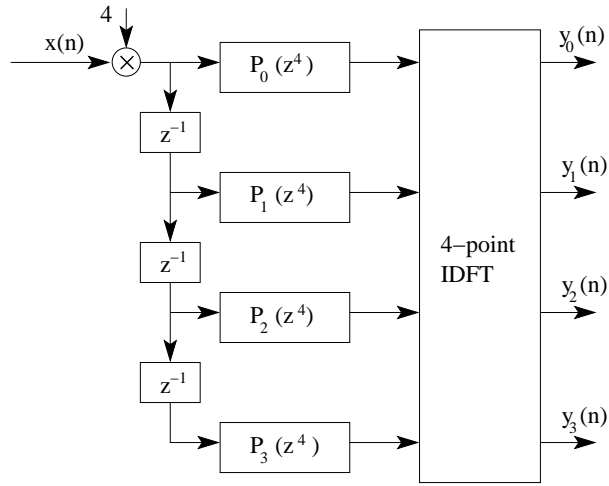 4
x(n)
×
P₀ (z⁴)
y₀(n)
z⁻¹
P₁ (z⁴)
y₁(n)
4−point
IDFT
z⁻¹
P₂ (z⁴)
y₂(n)
z⁻¹
P₃ (z⁴)
y₃(n)